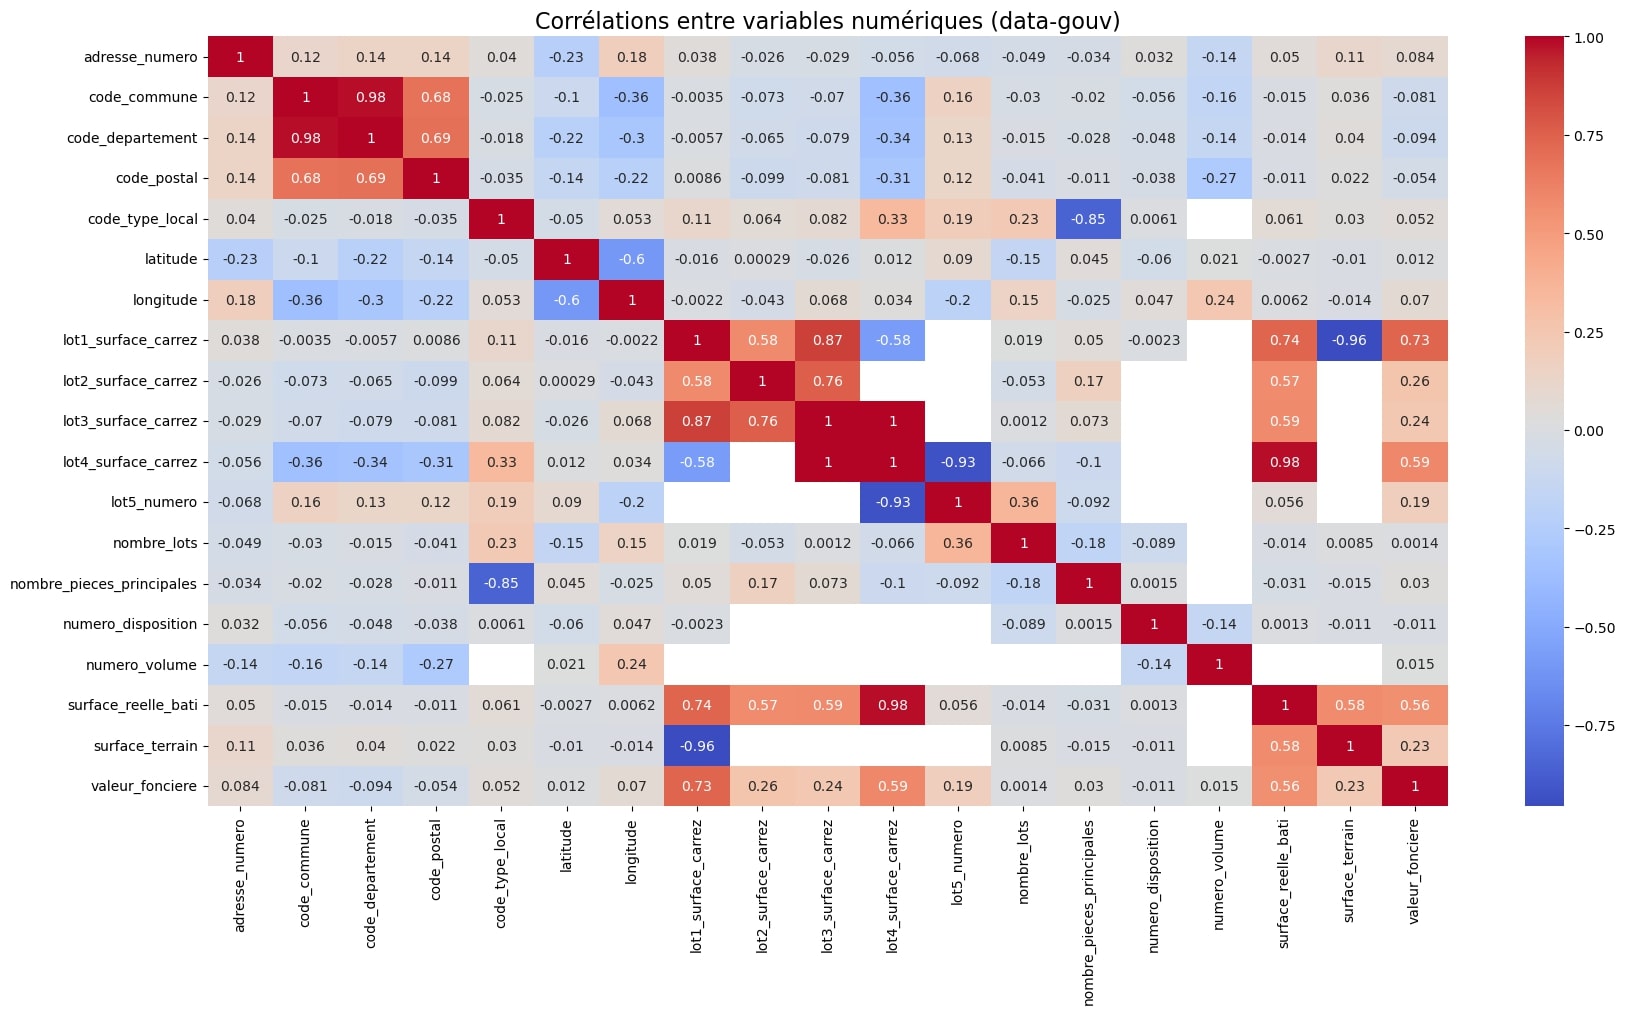 Corrélations entre variables numériques (data-gouv)
adresse_numero 1 0.12 0.14 0.14 0.04 -0.23 0.18 0.038 -0.026 -0.029 -0.056 -0.068 -0.049 -0.034 0.032 -0.14 0.05 0.11 0.084
code_commune 0.12 1 0.98 0.68 -0.025 -0.1 -0.36 -0.0035 -0.073 -0.07 -0.36 0.16 -0.03 -0.02 -0.056 -0.16 -0.015 0.036 -0.081
code_departement 0.14 0.98 1 0.69 -0.018 -0.22 -0.3 -0.0057 -0.065 -0.079 -0.34 0.13 -0.015 -0.028 -0.048 -0.14 -0.014 0.04 -0.094
code_postal 0.14 0.68 0.69 1 -0.035 -0.14 -0.22 0.0086 -0.099 -0.081 -0.31 0.12 -0.041 -0.011 -0.038 -0.27 -0.011 0.022 -0.054
code_type_local 0.04 -0.025 -0.018 -0.035 1 -0.05 0.053 0.11 0.064 0.082 0.33 0.19 0.23 -0.85 0.0061 0.061 0.03 0.052
latitude -0.23 -0.1 -0.22 -0.14 -0.05 1 -0.6 -0.016 0.00029 -0.026 0.012 0.09 -0.15 0.045 -0.06 0.021 -0.0027 -0.01 0.012
longitude 0.18 -0.36 -0.3 -0.22 0.053 -0.6 1 -0.0022 -0.043 0.068 0.034 -0.2 0.15 -0.025 0.047 0.24 0.0062 -0.014 0.07
lot1_surface_carrez 0.038 -0.0035 -0.0057 0.0086 0.11 -0.016 -0.0022 1 0.58 0.87 -0.58 0.019 0.05 -0.0023 0.74 -0.96 0.73
lot2_surface_carrez -0.026 -0.073 -0.065 -0.099 0.064 0.00029 -0.043 0.58 1 0.76 -0.053 0.17 0.57 0.26
lot3_surface_carrez -0.029 -0.07 -0.079 -0.081 0.082 -0.026 0.068 0.87 0.76 1 1 0.0012 0.073 0.59 0.24
lot4_surface_carrez -0.056 -0.36 -0.34 -0.31 0.33 0.012 0.034 -0.58 1 1 -0.93 -0.066 -0.1 0.98 0.59
lot5_numero -0.068 0.16 0.13 0.12 0.19 0.09 -0.2 -0.93 1 0.36 -0.092 0.056 0.19
nombre_lots -0.049 -0.03 -0.015 -0.041 0.23 -0.15 0.15 0.019 -0.053 0.0012 -0.066 0.36 1 -0.18 -0.089 -0.014 0.0085 0.0014
nombre_pieces_principales -0.034 -0.02 -0.028 -0.011 -0.85 0.045 -0.025 0.05 0.17 0.073 -0.1 -0.092 -0.18 1 0.0015 -0.031 -0.015 0.03
numero_disposition 0.032 -0.056 -0.048 -0.038 0.0061 -0.06 0.047 -0.0023 -0.089 0.0015 1 -0.14 0.0013 -0.011 -0.011
numero_volume -0.14 -0.16 -0.14 -0.27 0.021 0.24 -0.14 1 0.015
surface_reelle_bati 0.05 -0.015 -0.014 -0.011 0.061 -0.0027 0.0062 0.74 0.57 0.59 0.98 0.056 -0.014 -0.031 0.0013 1 0.58 0.56
surface_terrain 0.11 0.036 0.04 0.022 0.03 -0.01 -0.014 -0.96 0.0085 -0.015 -0.011 0.58 1 0.23
valeur_fonciere 0.084 -0.081 -0.094 -0.054 0.052 0.012 0.07 0.73 0.26 0.24 0.59 0.19 0.0014 0.03 -0.011 0.015 0.56 0.23 1
adresse_numero
code_commune
code_departement
code_postal
code_type_local
latitude
longitude
lot1_surface_carrez
lot2_surface_carrez
lot3_surface_carrez
lot4_surface_carrez
lot5_numero
nombre_lots
nombre_pieces_principales
numero_disposition
numero_volume
surface_reelle_bati
surface_terrain
valeur_fonciere
1.00
0.75
0.50
0.25
0.00
−0.25
−0.50
−0.75